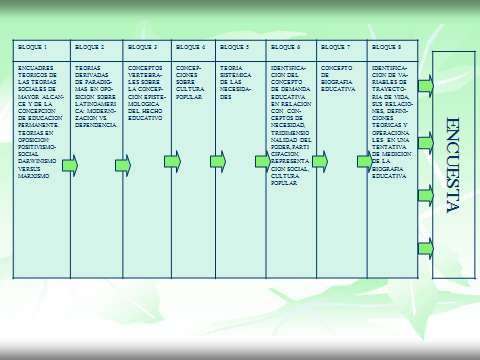 BLOQUE 1
ENCUADRES
TEORICOS DE
LAS TEORIAS
SOCIALES DE
MAYOR ALCAN-
CE Y DE LA
CONCEPCION
DE EDUCACION
PERMANENTE.
TEORIAS EN
OPOSICION:
POSITIVISMO-
SOCIAL
DARWINISMO
VERSUS
MARXISMO
BLOQUE 2
TEORIAS
DERIVADAS
DE PARADIG-
MAS EN OPO-
SICION SOBRE
LATINOAMERI
CA: MODERNI-
ZACION VS.
DEPENDENCIA
BLOQUE 3
CONCEPTOS
VERTEBRA-
LES SOBRE
LA CONCEP-
CION EPISTE-
MOLOGICA
DEL HECHO
EDUCATIVO
BLOQUE 4
CONCEP-
CIONES
SOBRE
CULTURA
POPULAR
BLOQUE 5
TEORIA
SISTEMICA
DE LAS
NECESIDA-
DES
BLOQUE 6
IDENTIFICA-
CION DEL
CONCEPTO
DE DEMANDA
EDUCATIVA
EN RELACION
CON CON-
CEPTOS DE
NECESIDAD,
TRIDIMENSIO
NALIDAD DEL
PODER,PARTI
CIPACION,
REPRESENTA
CION SOCIAL,
CULTURA
POPULAR
BLOQUE 7
CONCEPTO
DE
BIOGRAFIA
EDUCATIVA
BLOQUE 8
IDENTIFICA-
CION DE VA-
RIABLES DE
TRAYECTO-
RIA DE VIDA
SUS RELACIO-
NES, DEFINI-
CIONES
TEORICAS Y
OPERACIONA
LES EN UNA
TENTATIVA
DE MEDICION
DE LA
BIOGRAFIA
EDUCATIVA
ENCUESTA